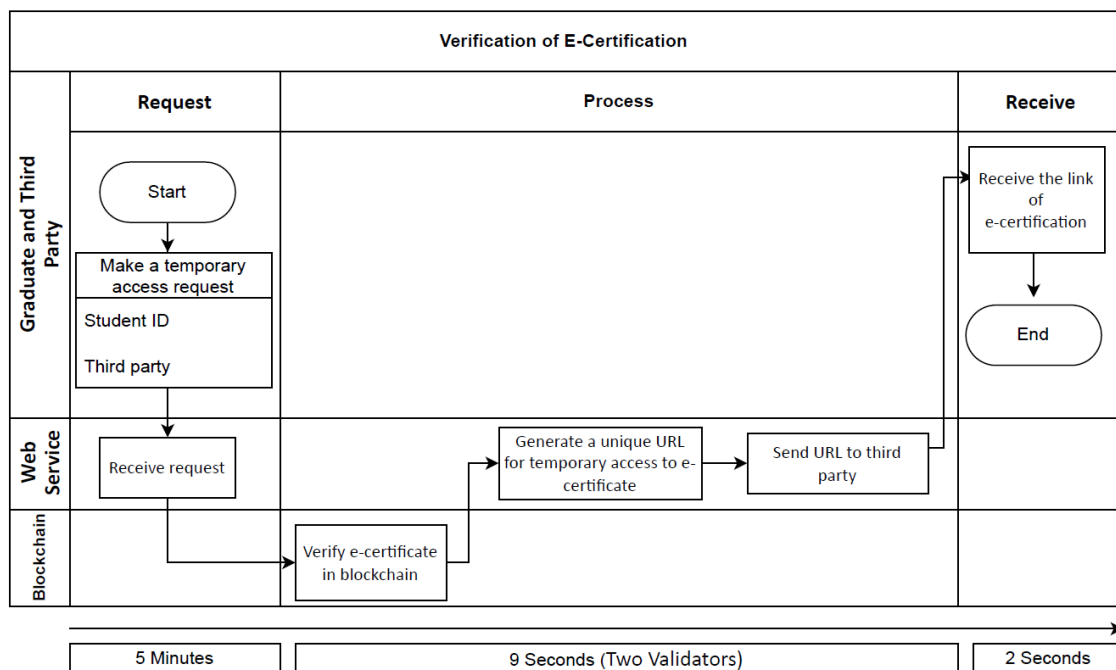 Verification of E-Certification
Request
Process
Receive
Graduate and Third
Party
Start
Make a temporary
access request
Student ID
Third party
Receive the link
of
e-certification
End
Web
Service
Receive request
Generate a unique URL
for temporary access to e-
certificate
Send URL to third
party
Blockchain
Verify e-certificate
in blockchain
5 Minutes
9 Seconds (Two Validators)
2 Seconds